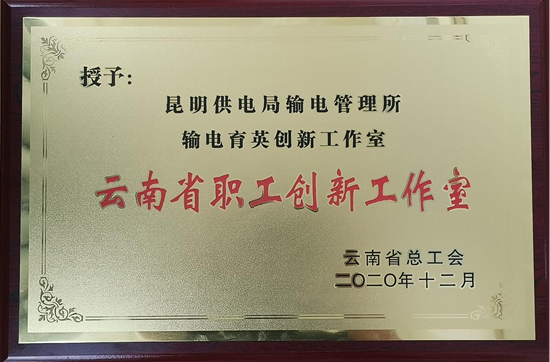 授予：
昆明供电局输电管理所
输电育英创新工作室
云南省职工创新工作室
云南省总工会
二〇二〇年十二月